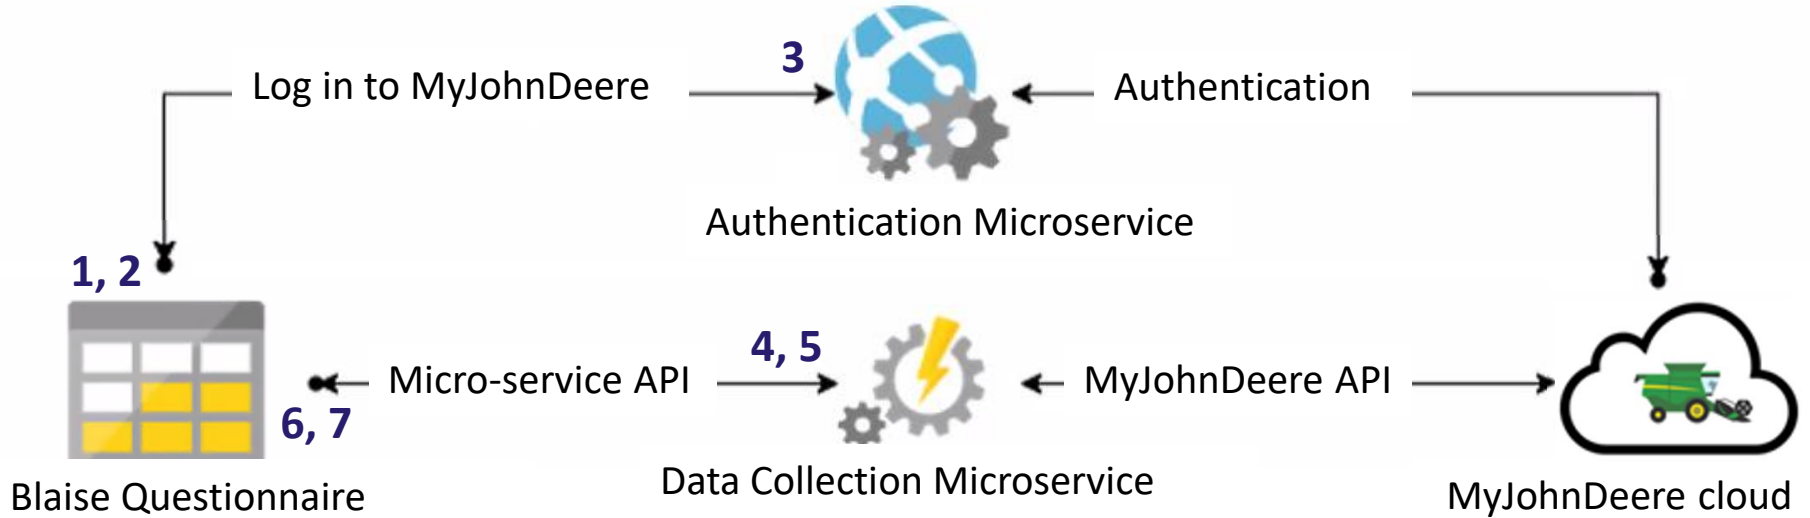 3
Log in to MyJohnDeere
Authentication
Authentication Microservice
1, 2
4, 5
Micro-service API
MyJohnDeere API
6, 7
Blaise Questionnaire
Data Collection Microservice
MyJohnDeere cloud